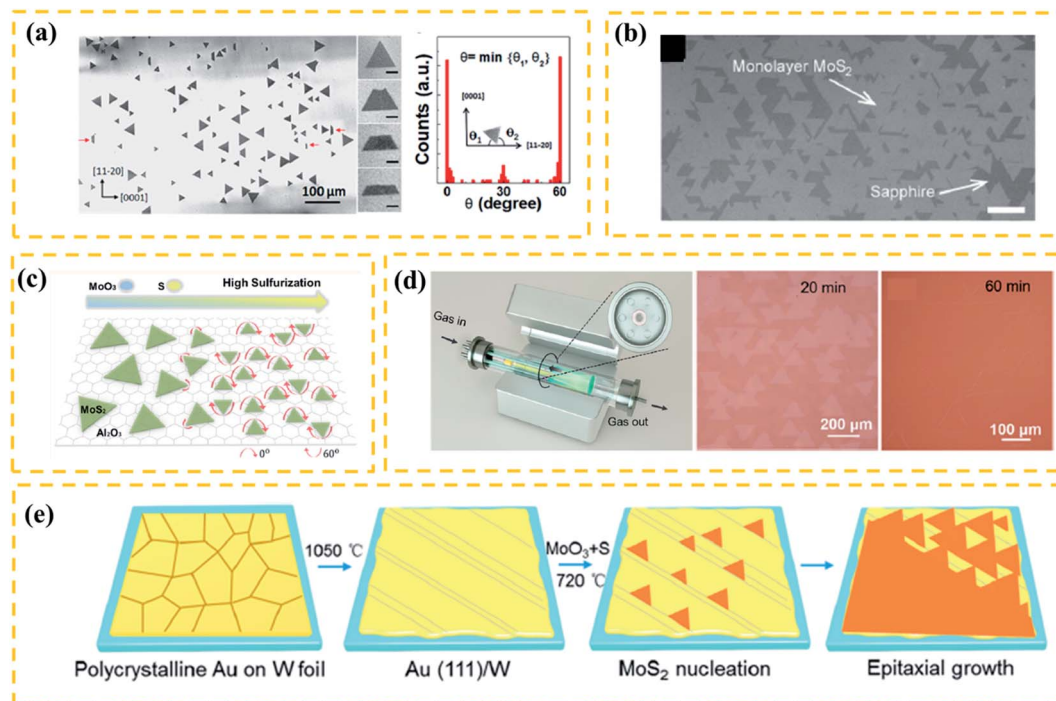 (a)
[11-20]
[0001]
100 μm
Counts (a.u.)
θ= min {θ₁, θ₂}
[0001]
θ₁
θ₂
[11-20]
0
30
60
θ (degree)
(b)
Monolayer MoS₂
Sapphire
(c)
MoO₃
S
High Sulfurization
MoS₂
Al₂O₃
0°
60°
(d)
Gas in
Gas out
20 min
200 μm
60 min
100 μm
(e)
1050 ℃
MoO₃+S
720 ℃
Polycrystalline Au on W foil
Au (111)/W
MoS₂ nucleation
Epitaxial growth